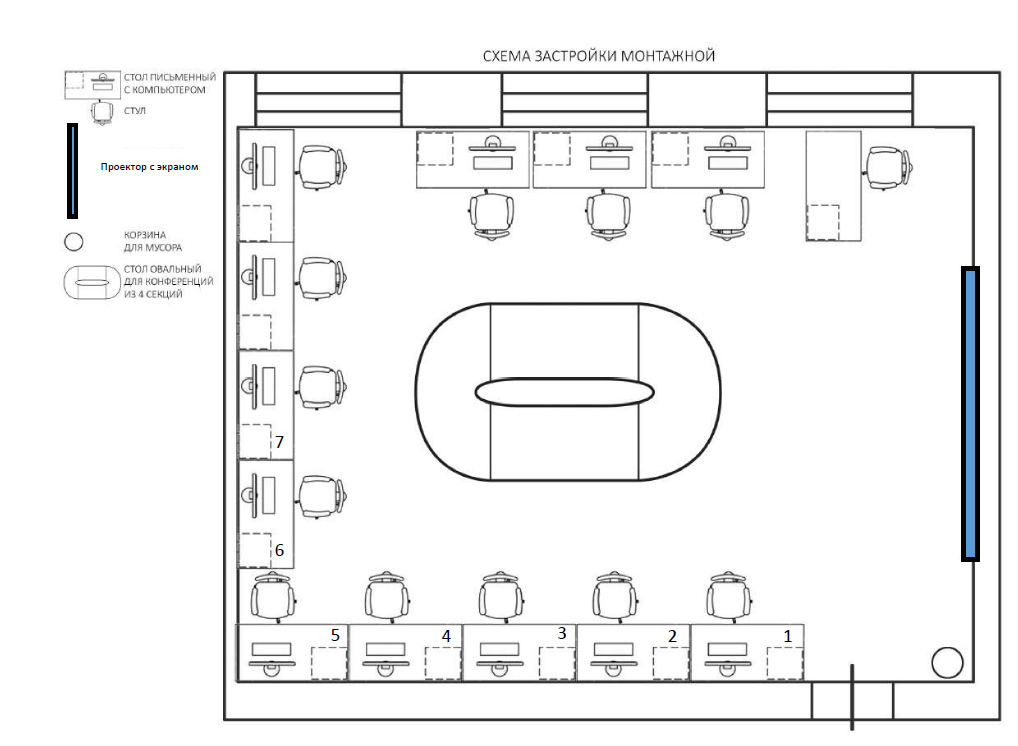 СХЕМА ЗАСТРОЙКИ МОНТАЖНОЙ
СТОЛ ПИСЬМЕННЫЙ
С КОМПЬЮТЕРОМ
СТУЛ
Проектор с экраном
КОРЗИНА
ДЛЯ МУСОРА
СТОЛ ОВАЛЬНЫЙ
ДЛЯ КОНФЕРЕНЦИЙ
ИЗ 4 СЕКЦИЙ
7
6
5
4
3
2
1